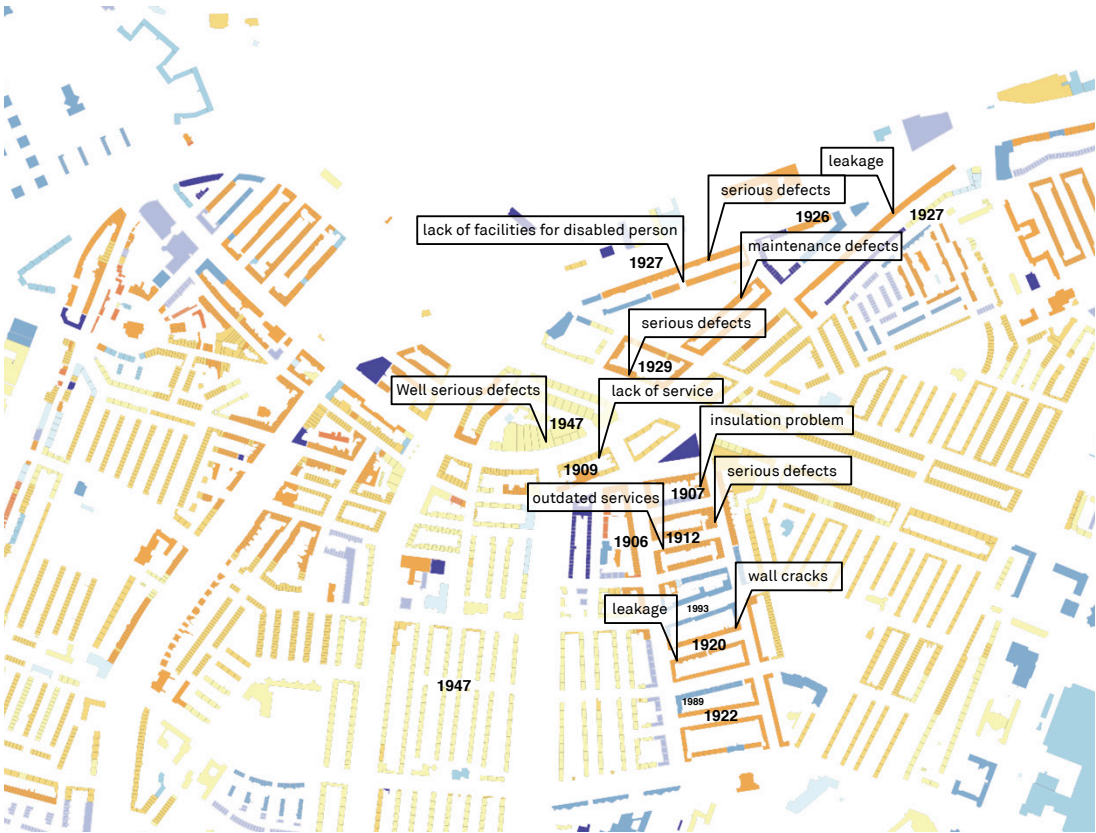 leakage
serious defects
1926
1927
lack of facilities for disabled person
maintenance defects
1927
serious defects
1929
Well serious defects
lack of service
1947
insulation problem
1909
serious defects
outdated services
1907
1906
1912
wall cracks
leakage
1993
1920
1947
1989
1922